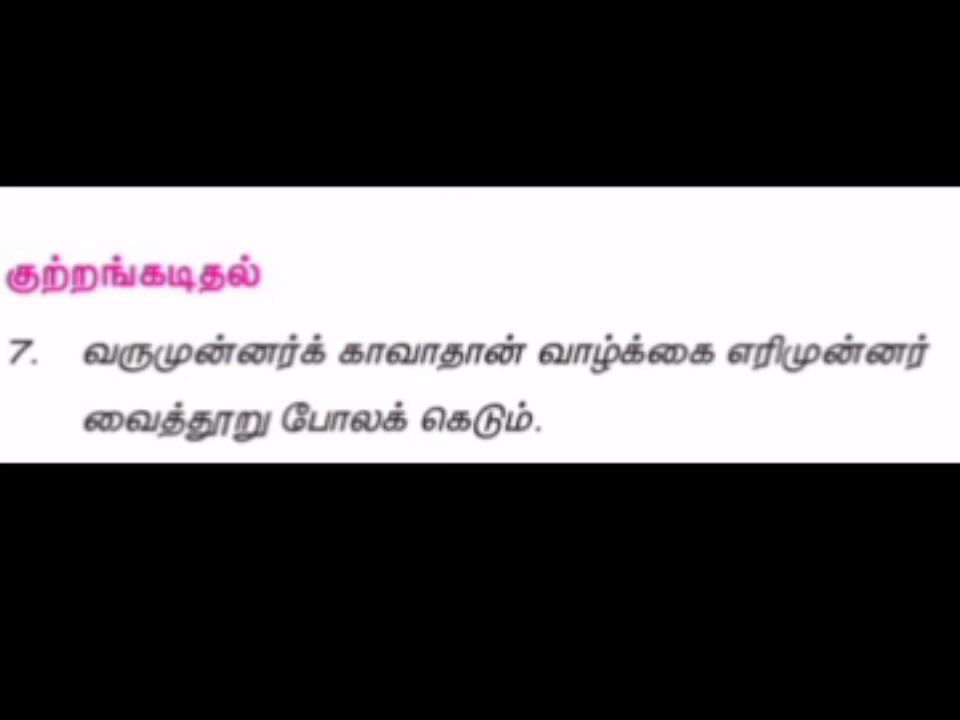 குற்றங்கடிதல்
7. வருமுன்னர்க் காவாதான் வாழ்க்கை எரிமுன்னர்
வைத்தூறு போலக் கெடும்.